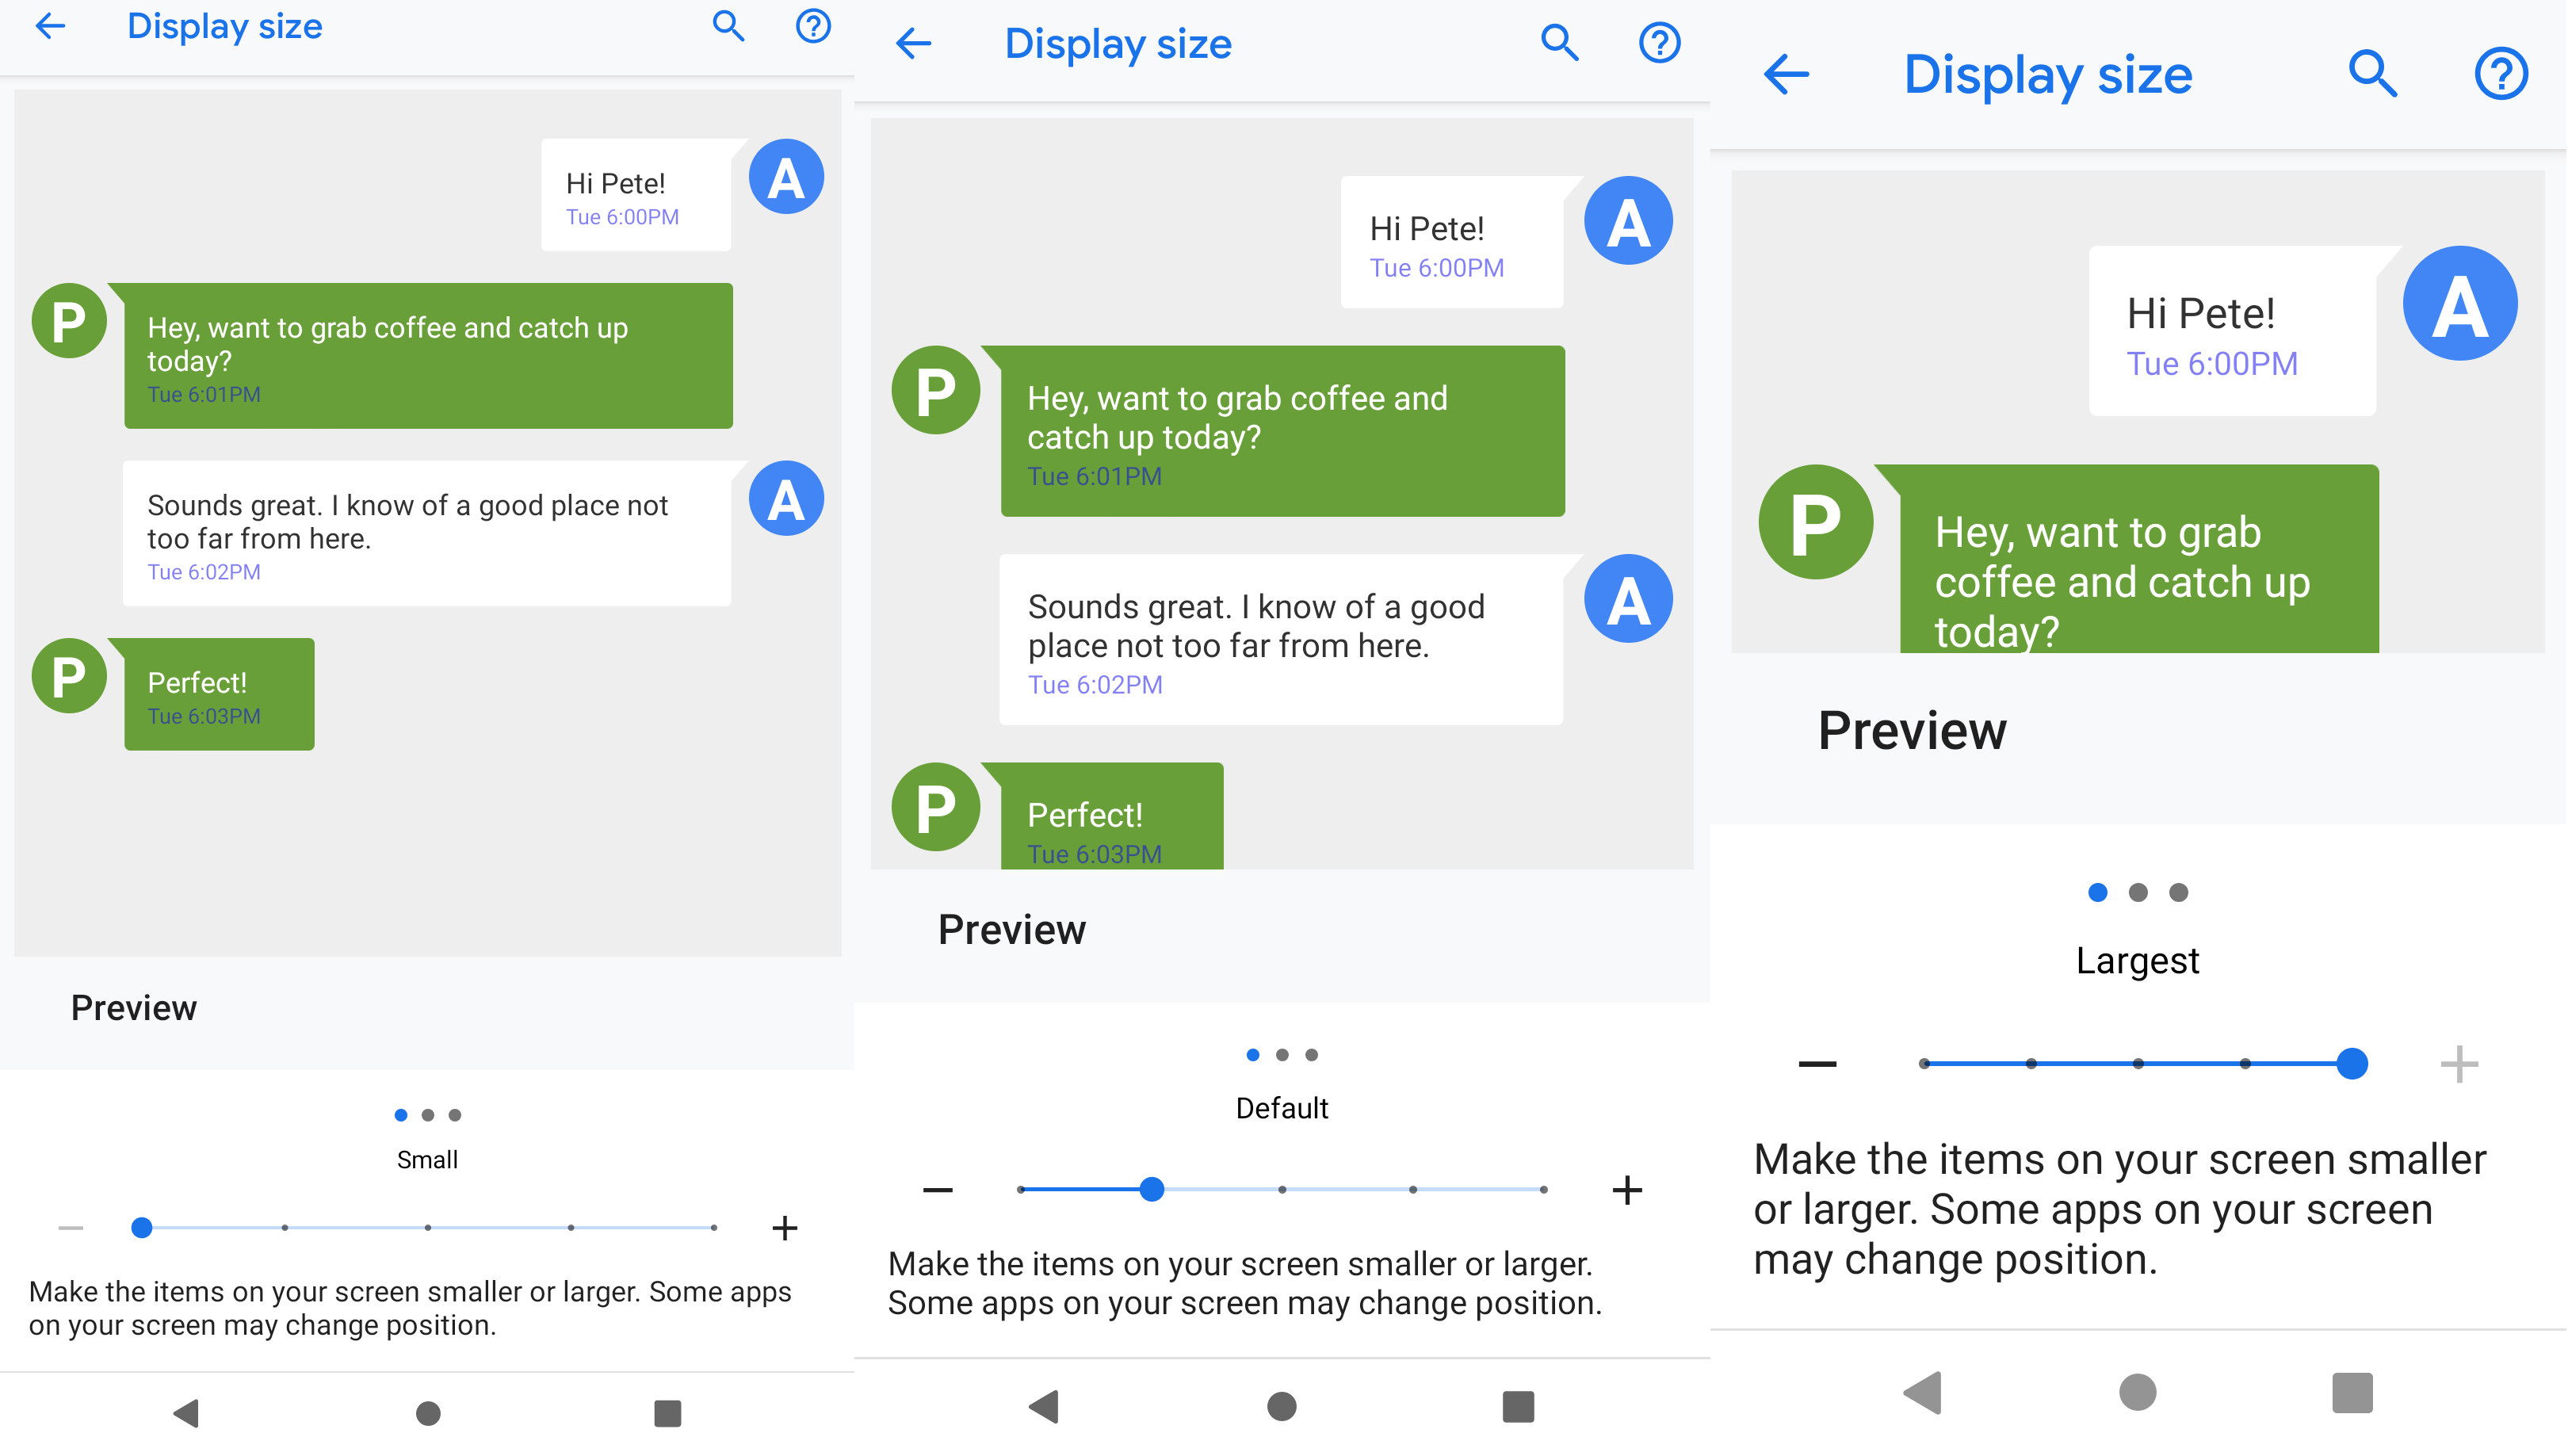 Display size
Hi Pete!
Tue 6:00PM
A
P
Hey, want to grab coffee and catch up
today?
Tue 6:01PM
Sounds great. I know of a good place not
too far from here.
Tue 6:02PM
A
P
Perfect!
Tue 6:03PM
Preview
Small
Make the items on your screen smaller or larger. Some apps
on your screen may change position.
Display size
Hi Pete!
Tue 6:00PM
A
P
Hey, want to grab coffee and
catch up today?
Tue 6:01PM
Sounds great. I know of a good
place not too far from here.
Tue 6:02PM
A
P
Perfect!
Tue 6:03PM
Preview
Default
Make the items on your screen smaller or larger.
Some apps on your screen may change position.
Display size
Hi Pete!
Tue 6:00PM
A
P
Hey, want to grab
coffee and catch up
today?
Preview
Largest
Make the items on your screen smaller
or larger. Some apps on your screen
may change position.